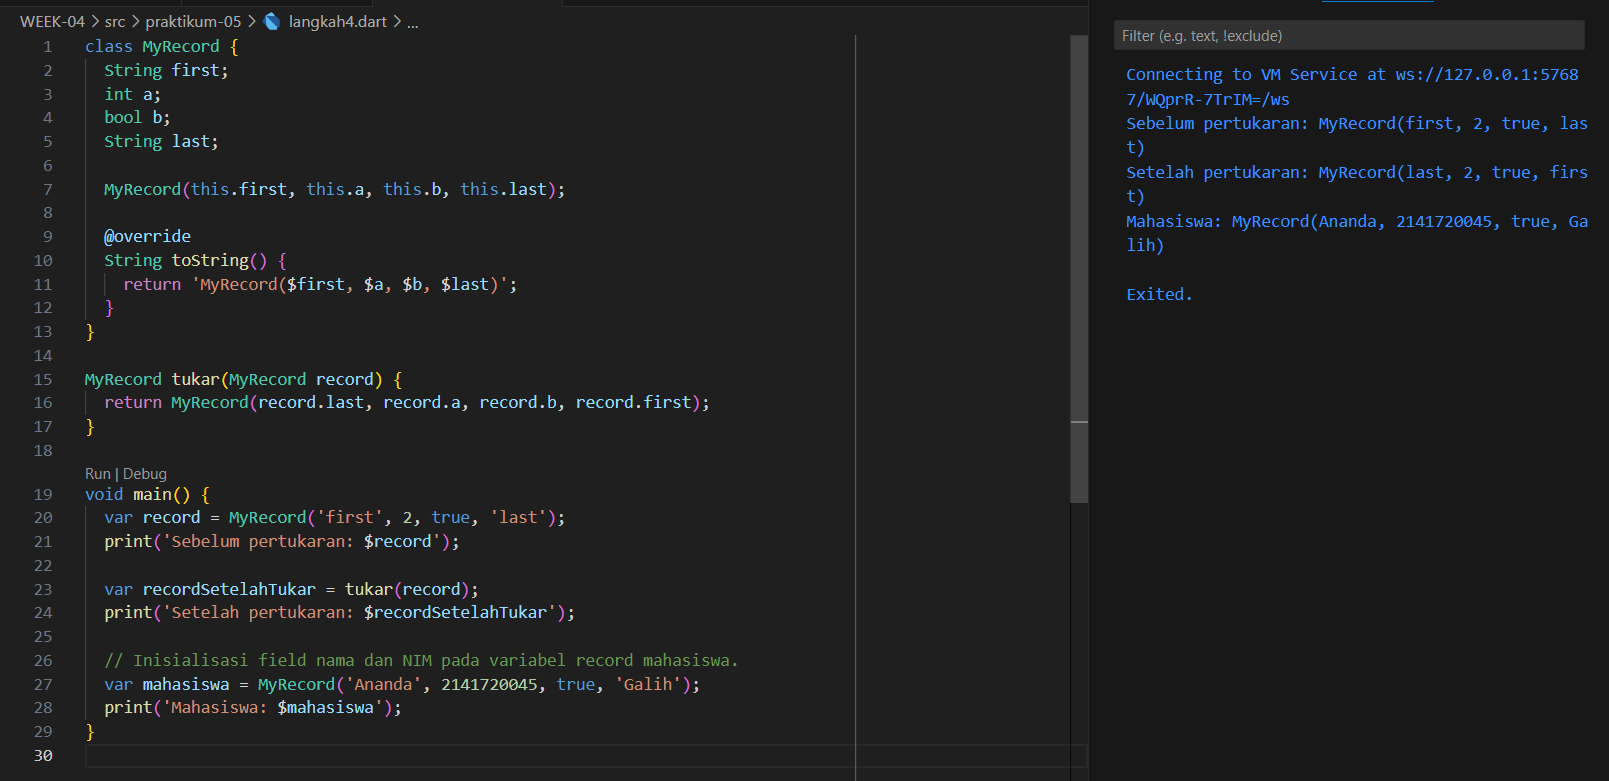 WEEK-04 > src > praktikum-05 > langkah4.dart > ...
1 class MyRecord {
2 String first;
3 int a;
4 bool b;
5 String last;
6
7 MyRecord(this.first, this.a, this.b, this.last);
8
9 @override
10 String toString() {
11 return 'MyRecord($first, $a, $b, $last)';
12 }
13 }
14
15 MyRecord tukar(MyRecord record) {
16 return MyRecord(record.last, record.a, record.b, record.first);
17 }
18
Run | Debug
19 void main() {
20 var record = MyRecord('first', 2, true, 'last');
21 print('Sebelum pertukaran: $record');
22
23 var recordSetelahTukar = tukar(record);
24 print('Setelah pertukaran: $recordSetelahTukar');
25
26 // Inisialisasi field nama dan NIM pada variabel record mahasiswa.
27 var mahasiswa = MyRecord('Ananda', 2141720045, true, 'Galih');
28 print('Mahasiswa: $mahasiswa');
29 }
30
Filter (e.g. text, !exclude)
Connecting to VM Service at ws://127.0.0.1:5768
7/WQprR-7TrIM=/ws
Sebelum pertukaran: MyRecord(first, 2, true, las
t)
Setelah pertukaran: MyRecord(last, 2, true, firs
t)
Mahasiswa: MyRecord(Ananda, 2141720045, true, Ga
lih)
Exited.